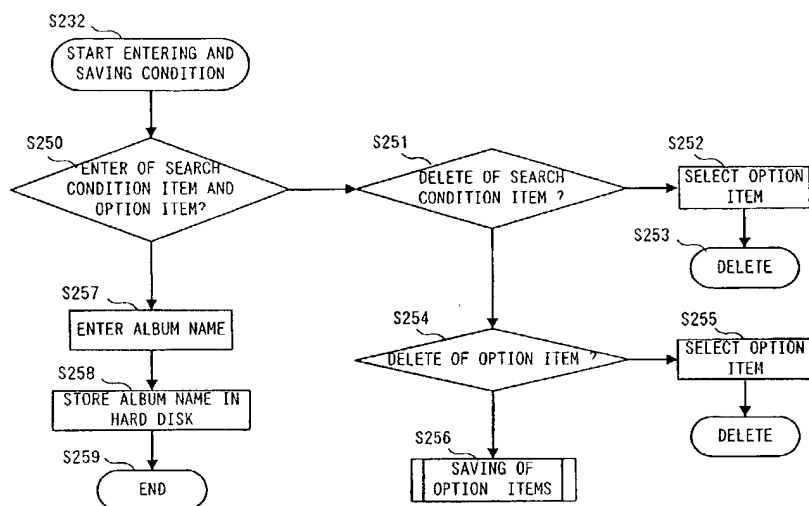 S232
START ENTERING AND
SAVING CONDITION
S250
ENTER OF SEARCH
CONDITION ITEM AND
OPTION ITEM?
S251
DELETE OF SEARCH
CONDITION ITEM ?
S252
SELECT OPTION
ITEM
S253
DELETE
S257
ENTER ALBUM NAME
S254
DELETE OF OPTION ITEM ?
S255
SELECT OPTION
ITEM
DELETE
S258
STORE ALBUM NAME IN
HARD DISK
S256
SAVING OF
OPTION ITEMS
S259
END